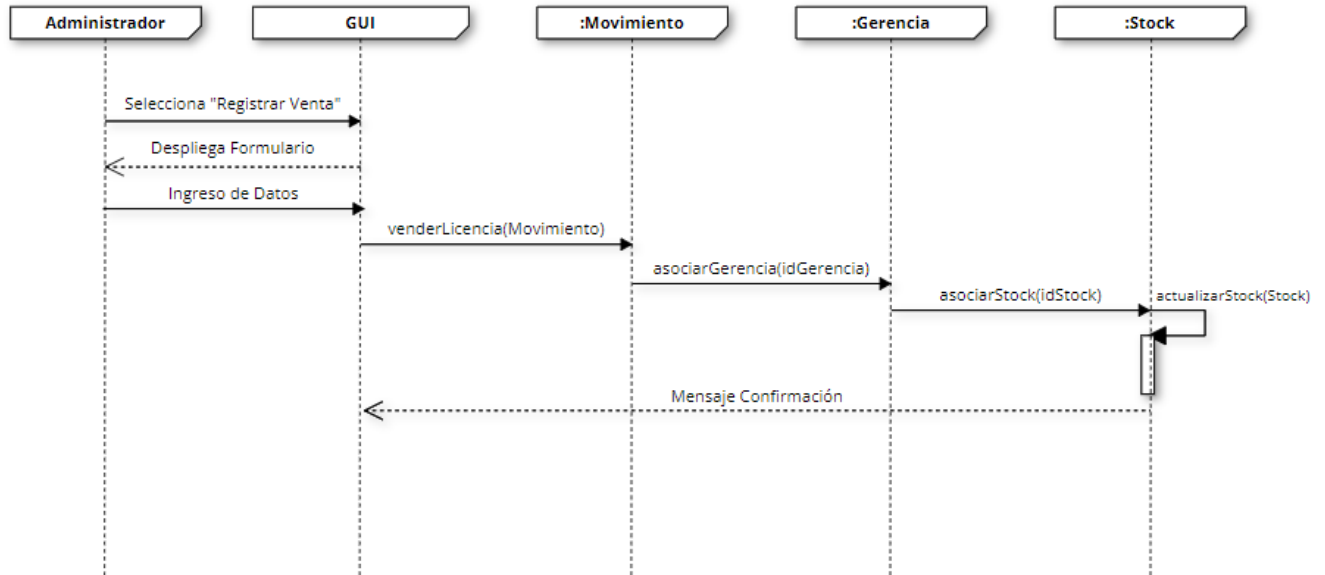 Administrador
GUI
:Movimiento
:Gerencia
:Stock
Selecciona "Registrar Venta"
Despliega Formulario
Ingreso de Datos
venderLicencia(Movimiento)
asociarGerencia(idGerencia)
asociarStock(idStock)
actualizarStock(Stock)
Mensaje Confirmación